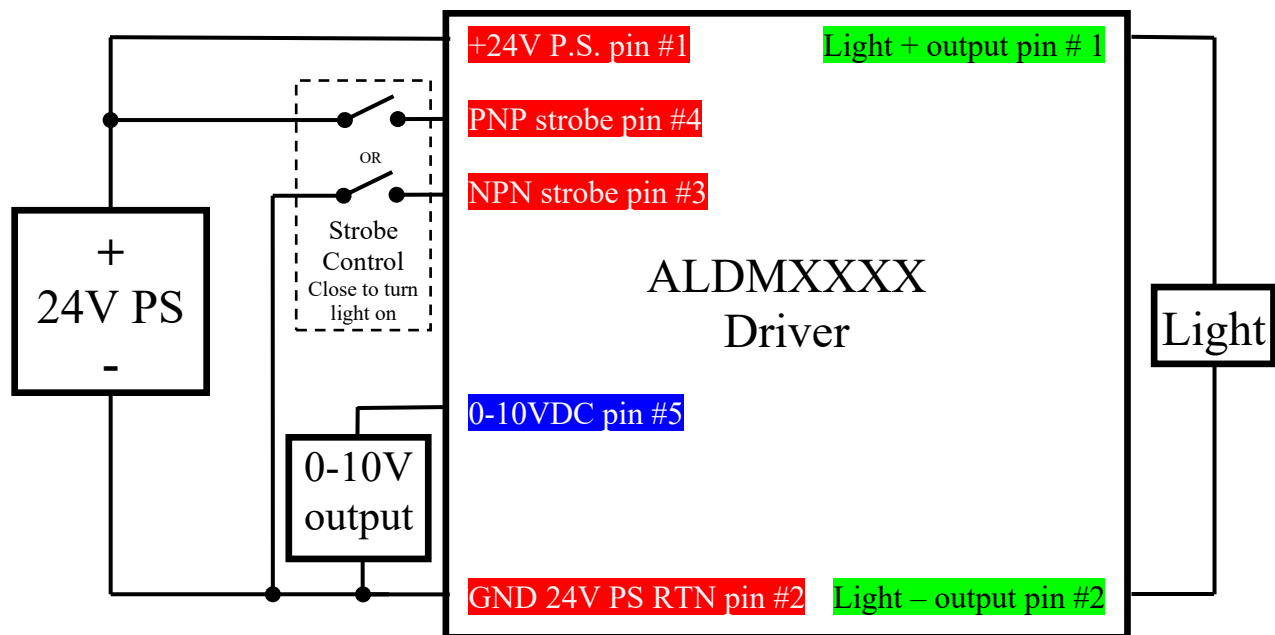 +24V P.S. pin #1
Light + output pin # 1
PNP strobe pin #4
OR
NPN strobe pin #3
Strobe
Control
Close to turn
light on
+
24V PS
-
ALDMXXXX
Driver
Light
0-10VDC pin #5
0-10V
output
GND 24V PS RTN pin #2
Light – output pin #2